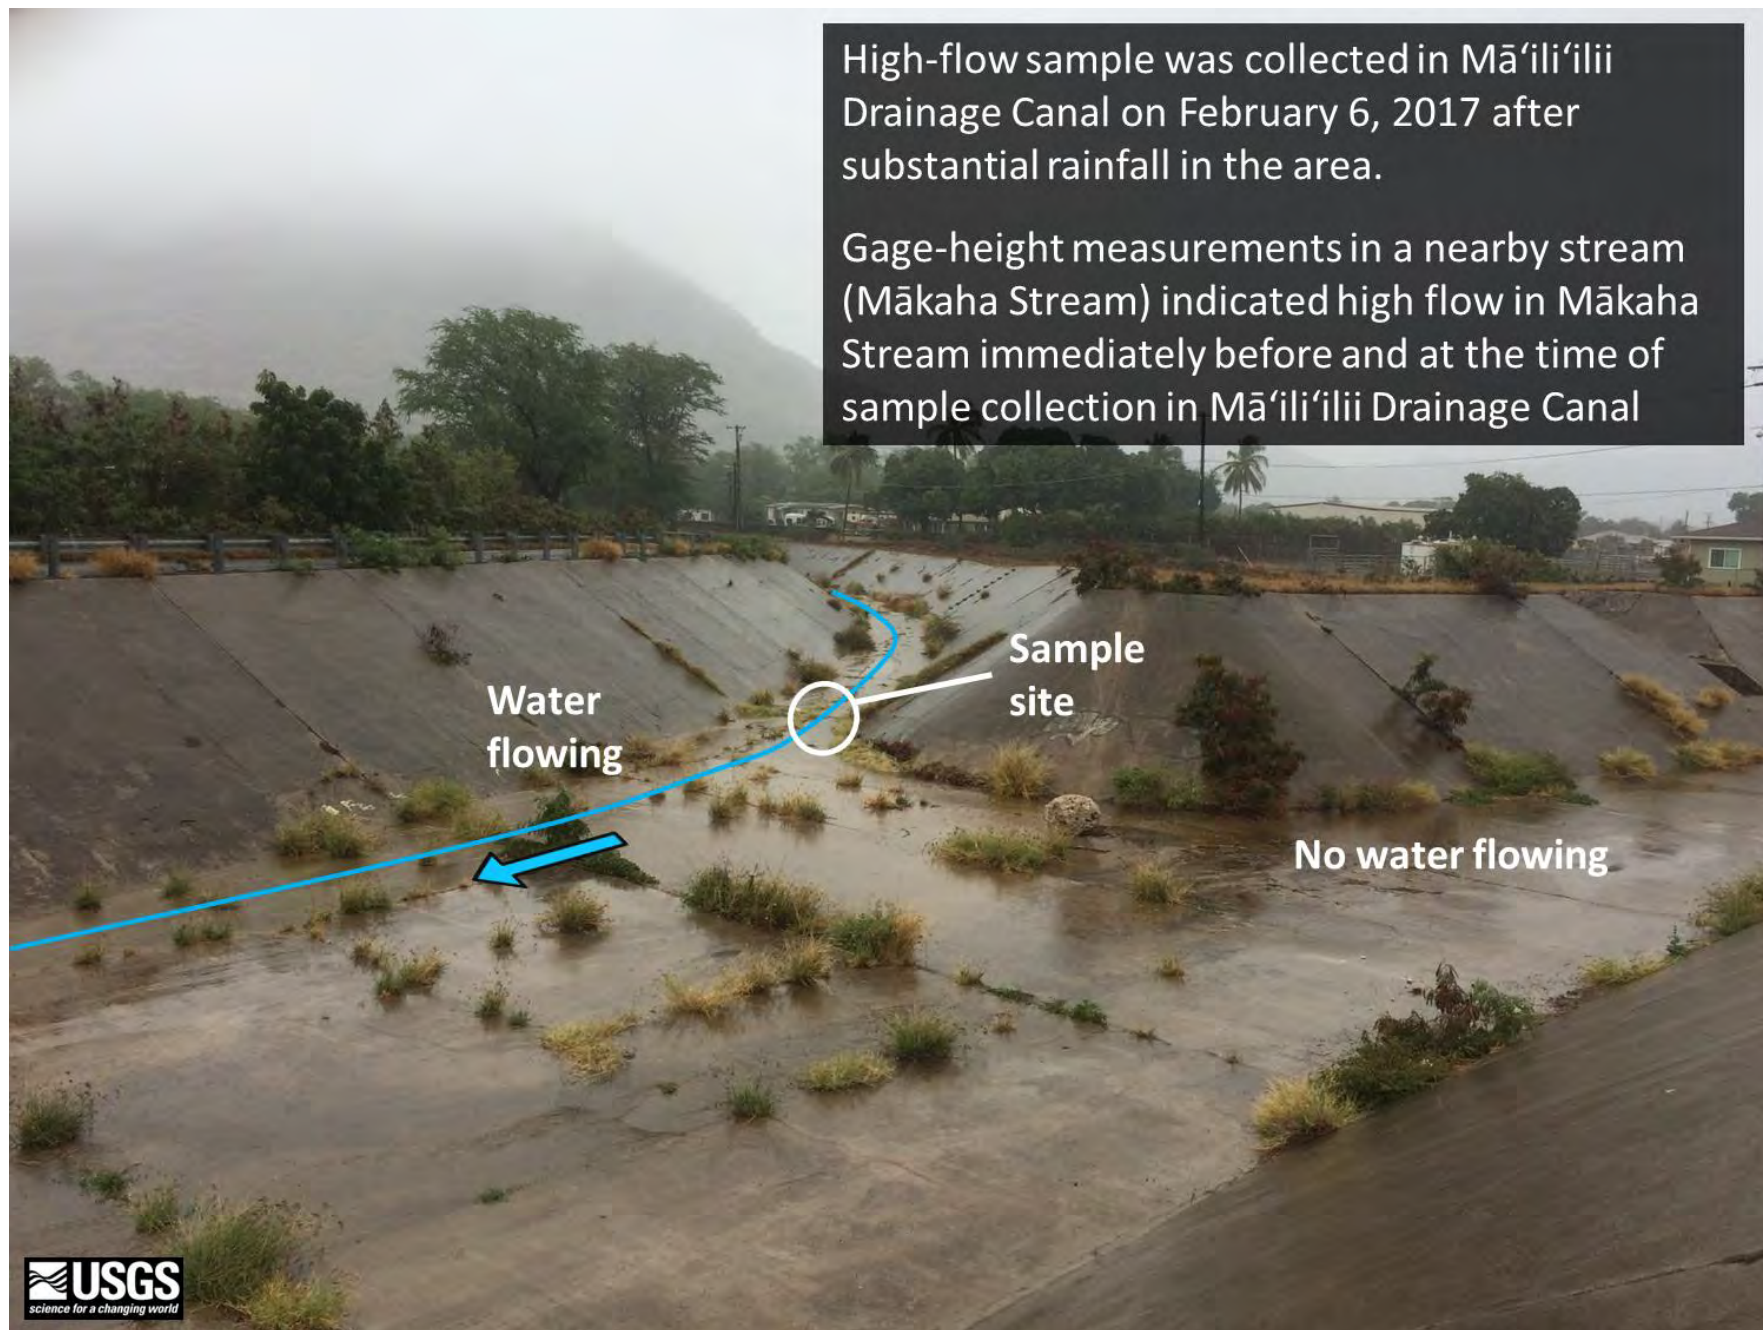 High-flow sample was collected in Mā‘ili‘ilii
Drainage Canal on February 6, 2017 after
substantial rainfall in the area.
Gage-height measurements in a nearby stream
(Mākaha Stream) indicated high flow in Mākaha
Stream immediately before and at the time of
sample collection in Mā‘ili‘ilii Drainage Canal
Sample
site
Water
flowing
No water flowing
USGS
science for a changing world